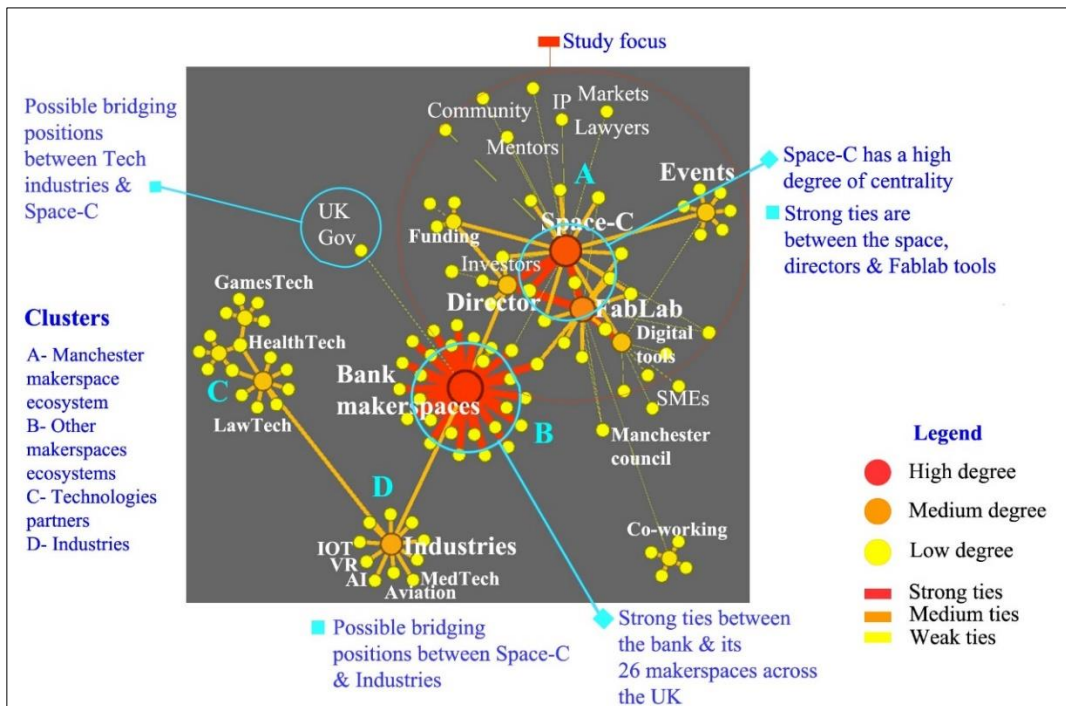 Study focus
Possible bridging
positions
between Tech
industries &
Space-C
Community
IP
Markets
Lawyers
Mentors
A
Events
Space-C
Space-C has a high
degree of centrality
Strong ties are
between the space,
directors & Fablab tools
UK
Gov
Funding
Investors
Director
FabLab
Digital
tools
SMEs
GamesTech
HealthTech
C
LawTech
Clusters
A- Manchester
makerspace
ecosystem
B- Other
makerspaces
ecosystems
C- Technologies
partners
D- Industries
Bank
makerspaces
B
Manchester
council
D
Industries
IOT
VR
AI
MedTech
Aviation
Co-working
Legend
High degree
Medium degree
Low degree
Strong ties
Medium ties
Weak ties
Possible bridging
positions between Space-C
& Industries
Strong ties between
the bank & its
26 makerspaces across
the UK